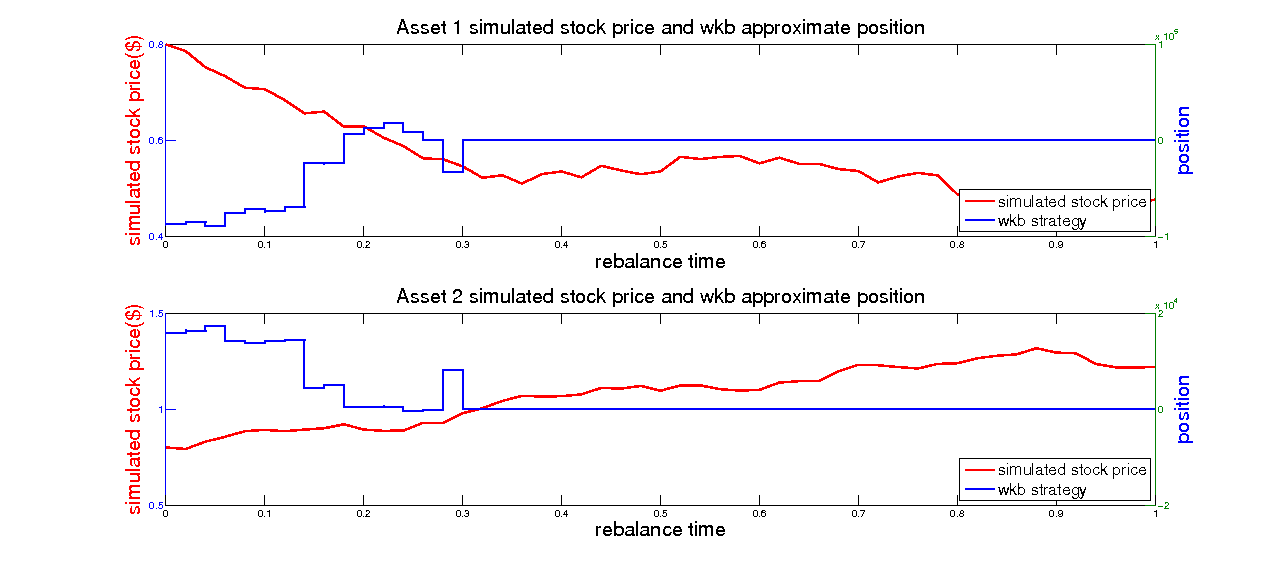 Asset 1 simulated stock price and wkb approximate position
x 10^5
simulated stock price($)
0.8
0.6
0.4
1
0
-1
position
simulated stock price
wkb strategy
0 0.1 0.2 0.3 0.4 0.5 0.6 0.7 0.8 0.9 1
rebalance time
Asset 2 simulated stock price and wkb approximate position
x 10^4
simulated stock price($)
1.5
1
0.5
2
0
-2
position
simulated stock price
wkb strategy
0 0.1 0.2 0.3 0.4 0.5 0.6 0.7 0.8 0.9 1
rebalance time